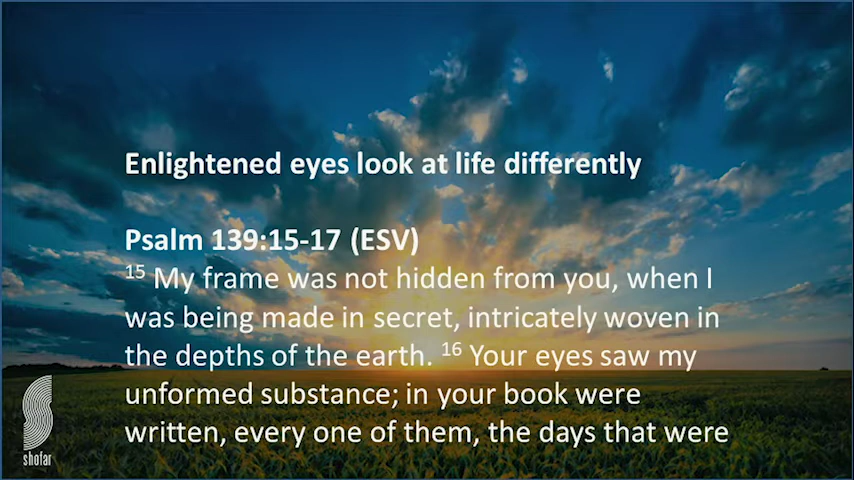 Enlightened eyes look at life differently
Psalm 139:15-17 (ESV)
15 My frame was not hidden from you, when I
was being made in secret, intricately woven in
the depths of the earth. 16 Your eyes saw my
unformed substance; in your book were
written, every one of them, the days that were
shofar